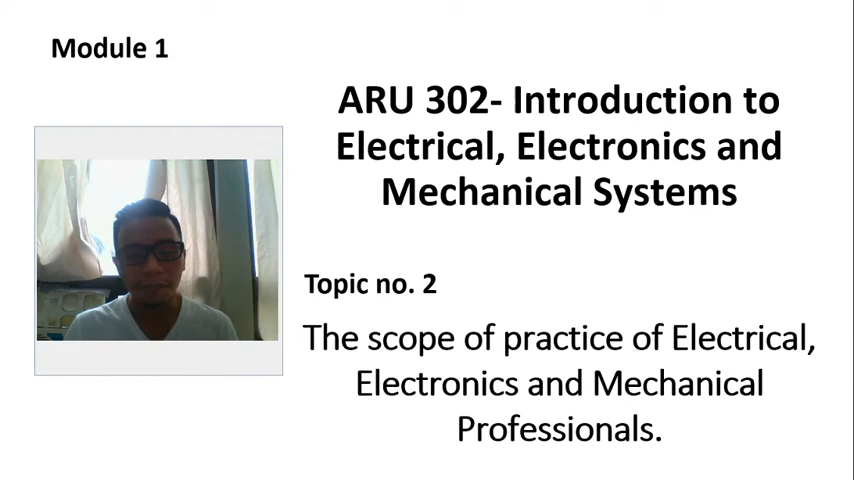 Module 1
ARU 302- Introduction to
Electrical, Electronics and
Mechanical Systems
Topic no. 2
The scope of practice of Electrical,
Electronics and Mechanical
Professionals.